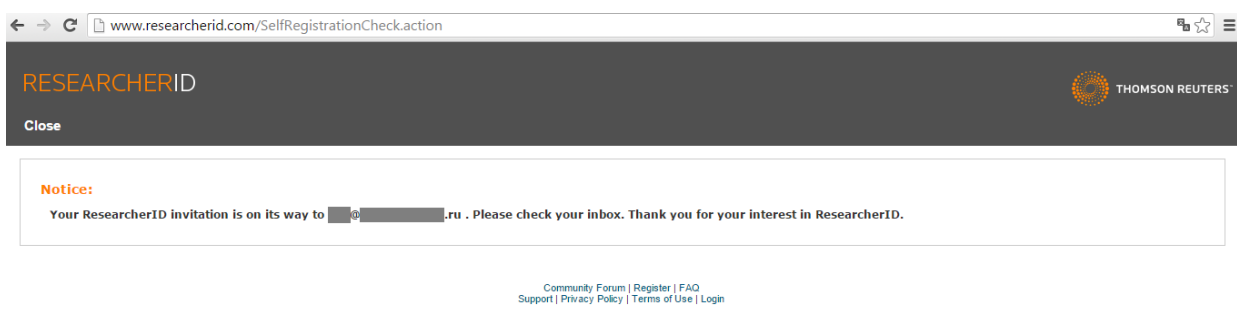 www.researcherid.com/SelfRegistrationCheck.action
RESEARCHERID
THOMSON REUTERS
Close
Notice:
Your ResearcherID invitation is on its way to @ .ru . Please check your inbox. Thank you for your interest in ResearcherID.
Community Forum | Register | FAQ
Support | Privacy Policy | Terms of Use | Login